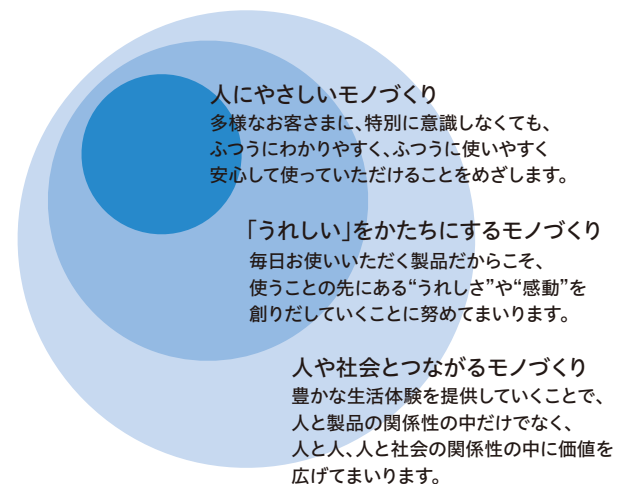 人にやさしいモノづくり
多様なお客さまに、特別に意識しなくても、
ふつうにわかりやすく、ふつうに使いやすく
安心して使っていただけることをめざします。
「うれしい」をかたちにするモノづくり
毎日お使いいただく製品だからこそ、
使うことの先にある“うれしさ”や“感動”を
創りだしていくことに努めてまいります。
人や社会とつながるモノづくり
豊かな生活体験を提供していくことで、
人と製品の関係性の中だけでなく、
人と人、人と社会の関係性の中に価値を
広げてまいります。